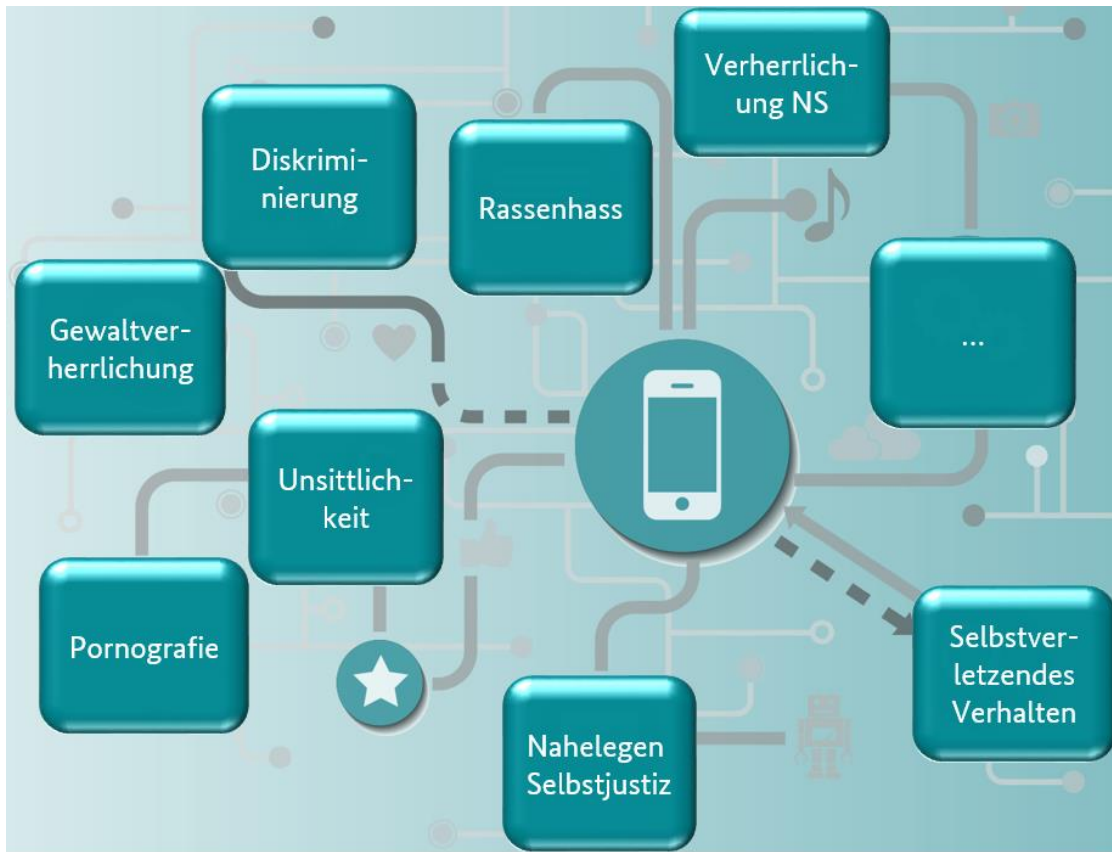 Verherrlich-
ung NS
Diskrimi-
nierung
Rassenhass
Gewaltver-
herrlichung
...
Unsittlich-
keit
Pornografie
Selbstver-
letzendes
Verhalten
Nahelegen
Selbstjustiz